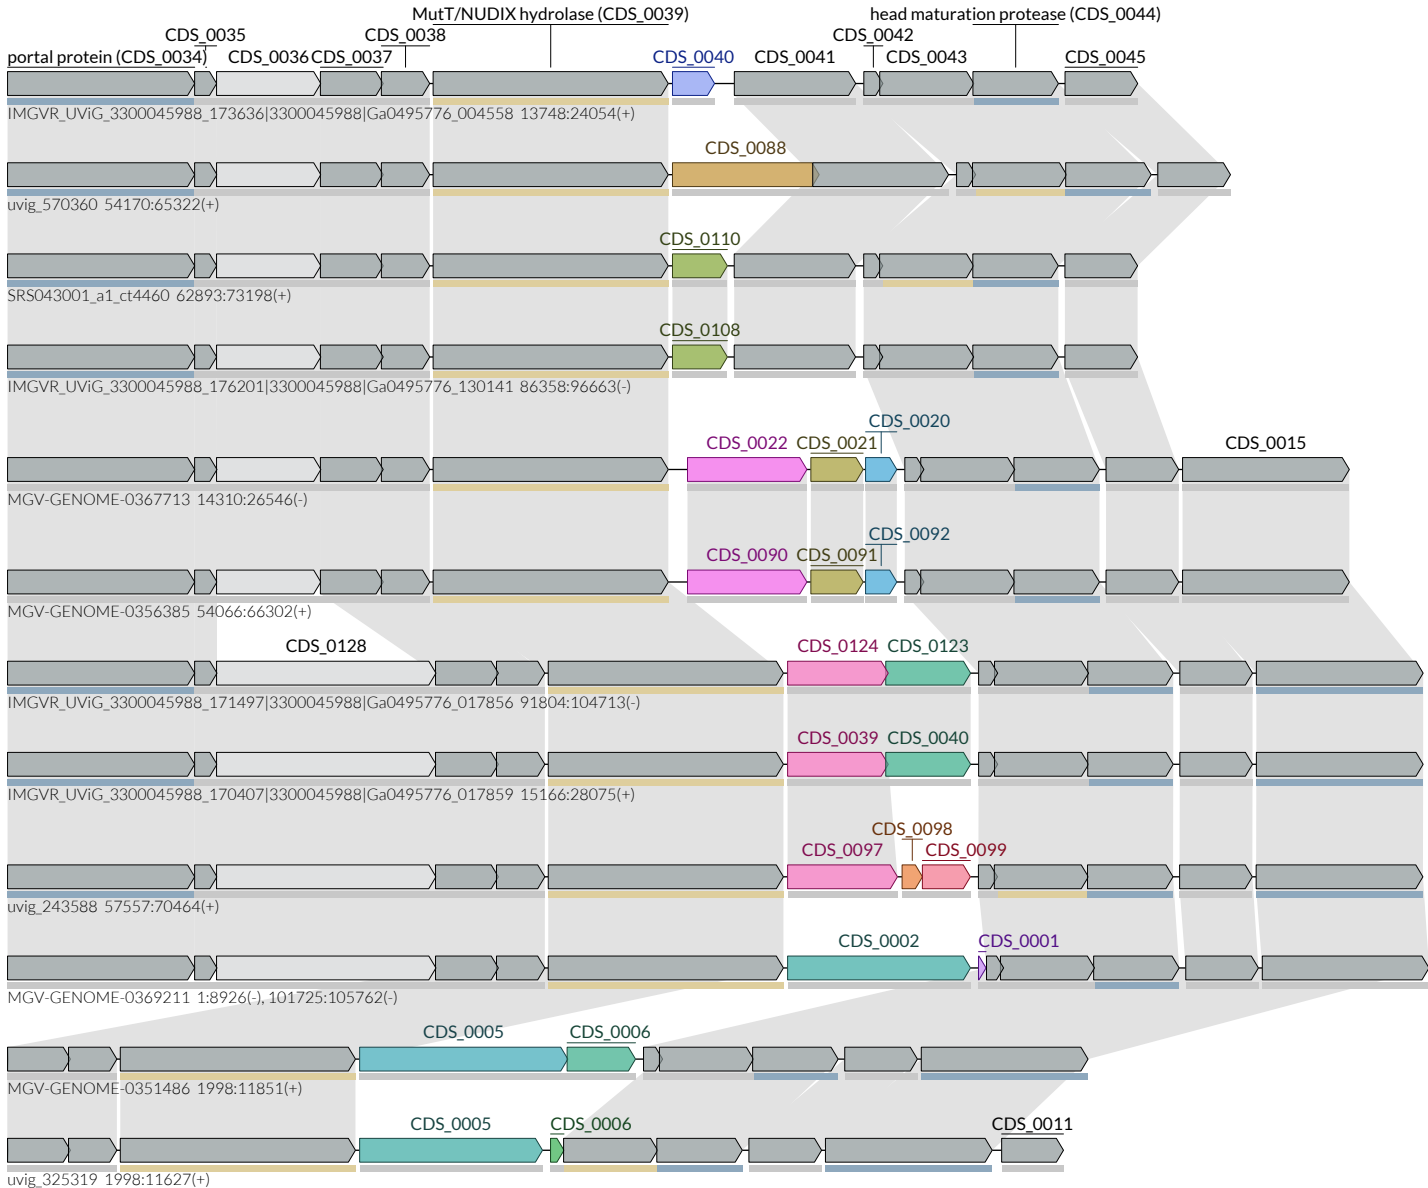 MutT/NUDIX hydrolase (CDS_0039) head maturation protease (CDS_0044)
CDS_0035 CDS_0038 CDS_0042
portal protein (CDS_0034) CDS_0036 CDS_0037 CDS_0040 CDS_0041 CDS_0043 CDS_0045
IMGVR_UViG_3300045988_173636|3300045988|Ga0495776_004558 13748:24054(+)
CDS_0088
uvig_570360 54170:65322(+)
CDS_0110
SRS043001_a1_ct4460 62893:73198(+)
CDS_0108
IMGVR_UViG_3300045988_176201|3300045988|Ga0495776_130141 86358:96663(-)
CDS_0020
CDS_0022 CDS_0021 CDS_0015
MGV-GENOME-0367713 14310:26546(-)
CDS_0092
CDS_0090 CDS_0091
MGV-GENOME-0356385 54066:66302(+)
CDS_0128 CDS_0124 CDS_0123
IMGVR_UViG_3300045988_171497|3300045988|Ga0495776_017856 91804:104713(-)
CDS_0039 CDS_0040
IMGVR_UViG_3300045988_170407|3300045988|Ga0495776_017859 15166:28075(+)
CDS_0098
CDS_0097 CDS_0099
uvig_243588 57557:70464(+)
CDS_0002 CDS_0001
MGV-GENOME-0369211 1:8926(-), 101725:105762(-)
CDS_0005 CDS_0006
MGV-GENOME-0351486 1998:11851(+)
CDS_0005 CDS_0006 CDS_0011
uvig_325319 1998:11627(+)